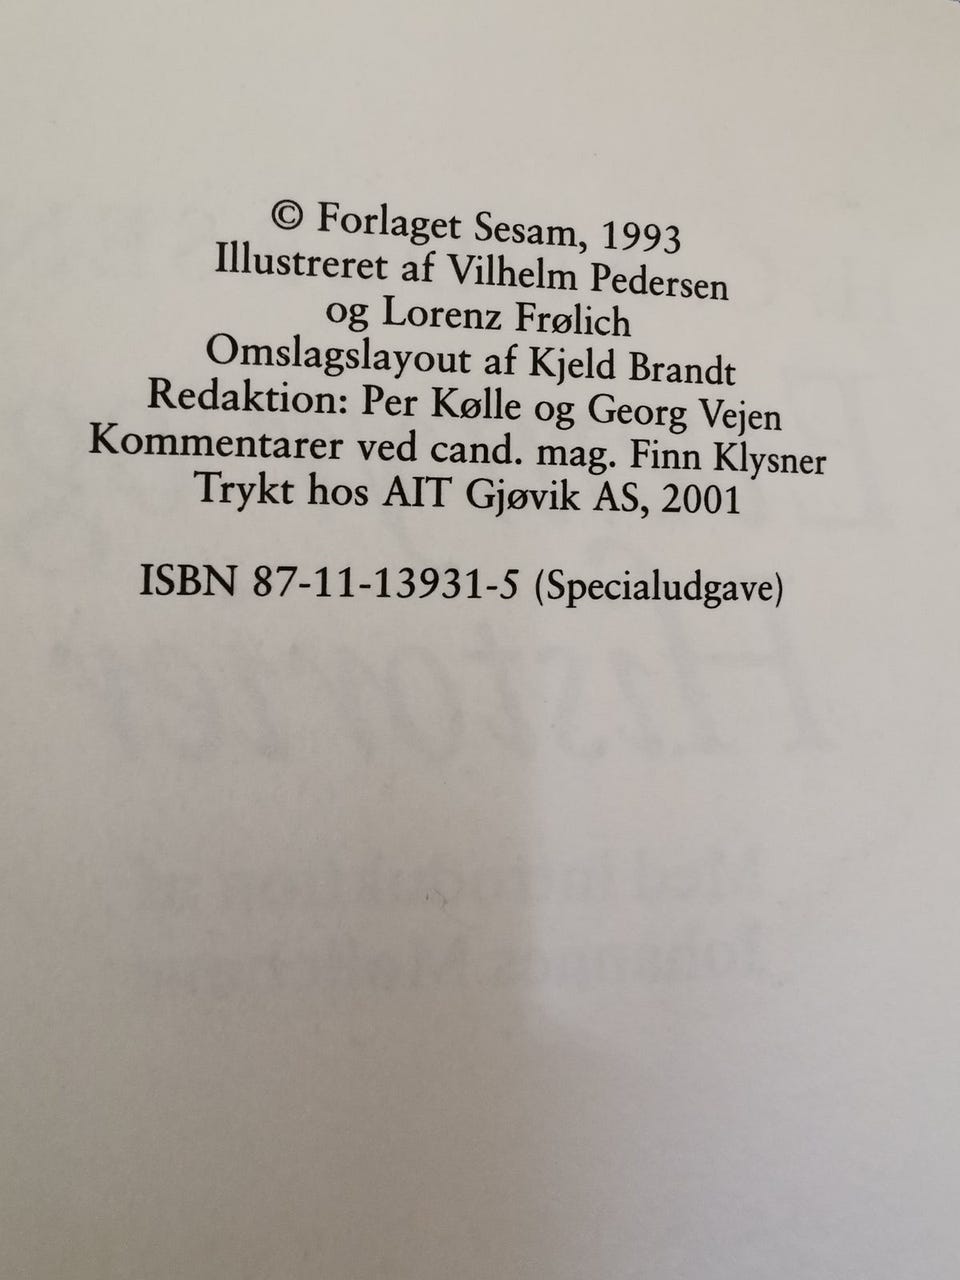 © Forlaget Sesam, 1993
Illustreret af Vilhelm Pedersen
og Lorenz Frølich
Omslagslayout af Kjeld Brandt
Redaktion: Per Kølle og Georg Vejen
Kommentarer ved cand. mag. Finn Klysner
Trykt hos AIT Gjøvik AS, 2001
ISBN 87-11-13931-5 (Specialudgave)